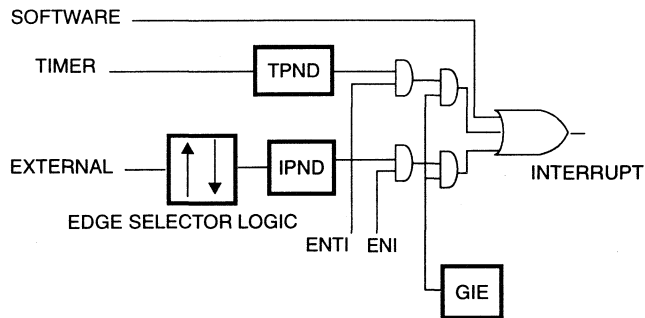 SOFTWARE
TIMER
TPND
EXTERNAL
IPND
INTERRUPT
EDGE SELECTOR LOGIC
ENTI
ENI
GIE